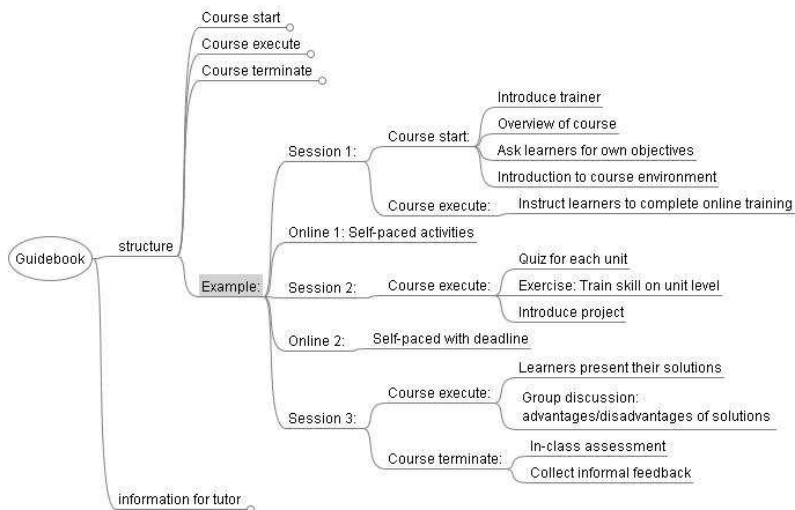 Guidebook
structure
Course start
Course execute
Course terminate
Example:
Session 1:
Course start:
Introduce trainer
Overview of course
Ask learners for own objectives
Introduction to course environment
Course execute:
Instruct learners to complete online training
Online 1: Self-paced activities
Session 2:
Course execute:
Quiz for each unit
Exercise: Train skill on unit level
Introduce project
Online 2:
Self-paced with deadline
Session 3:
Course execute:
Learners present their solutions
Group discussion:
advantages/disadvantages of solutions
Course terminate:
In-class assessment
Collect informal feedback
information for tutor